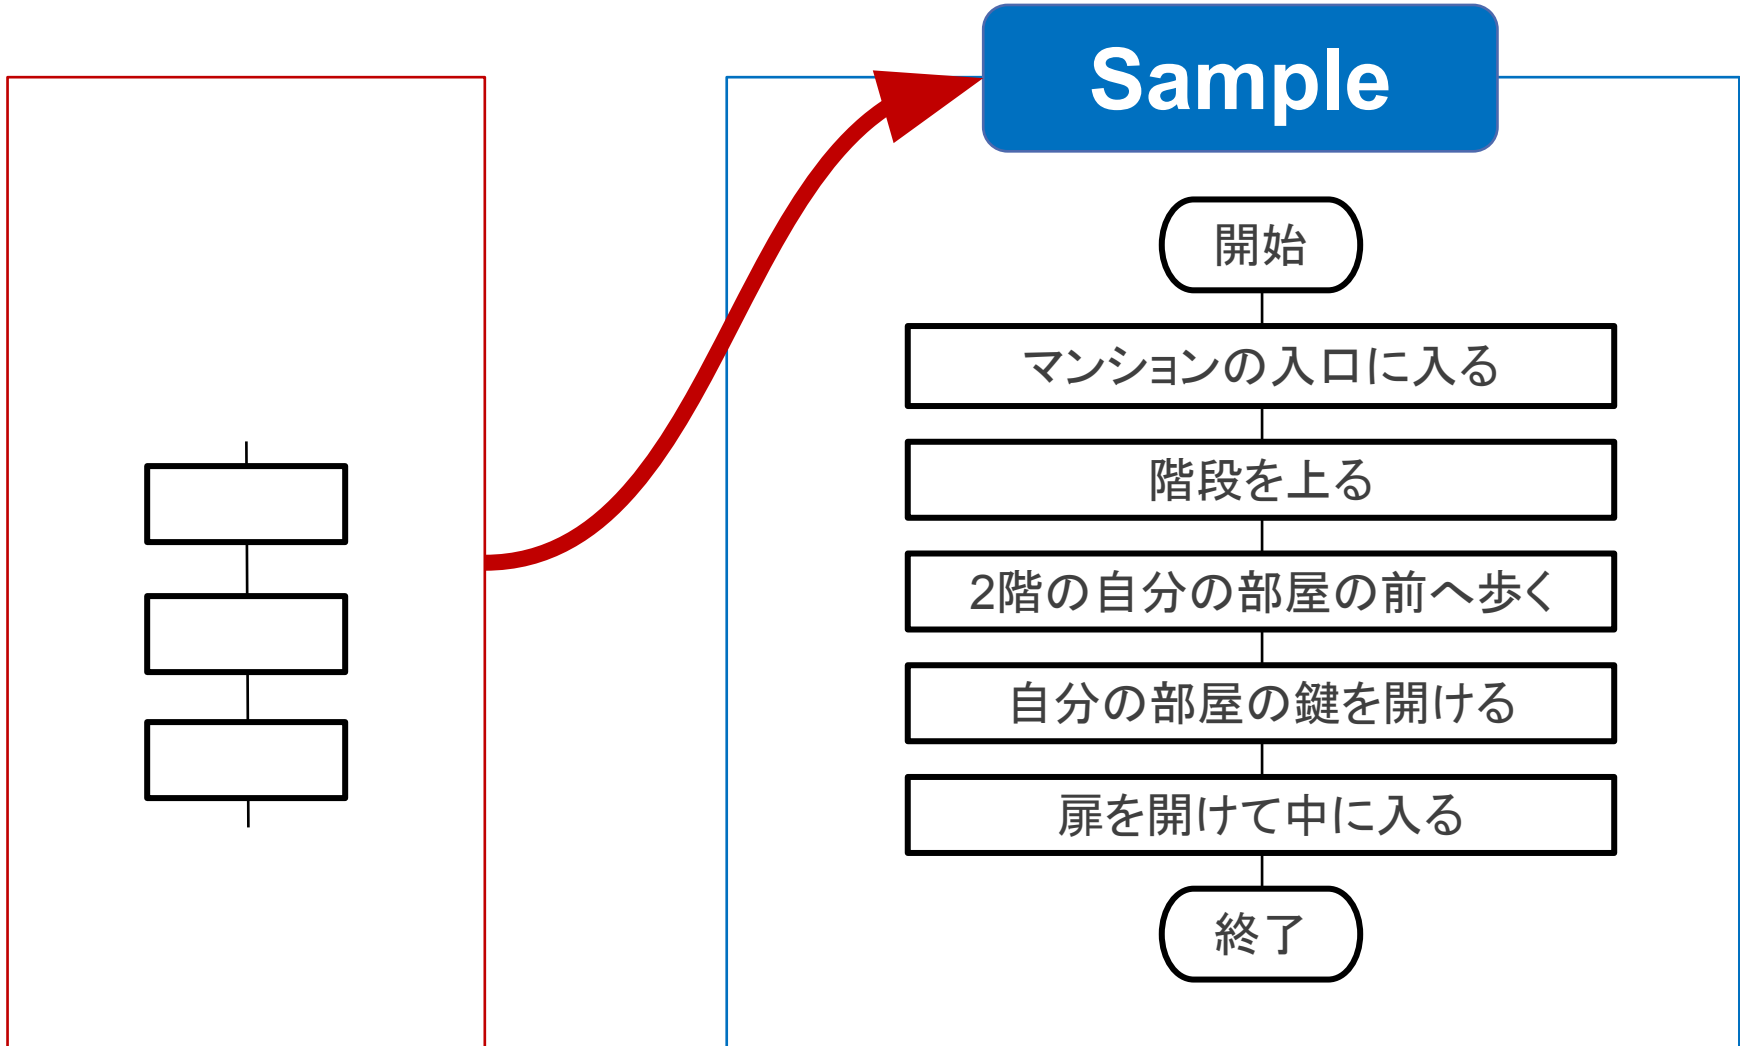 Sample
開始
マンションの入口に入る
階段を上る
2階の自分の部屋の前へ歩く
自分の部屋の鍵を開ける
扉を開けて中に入る
終了